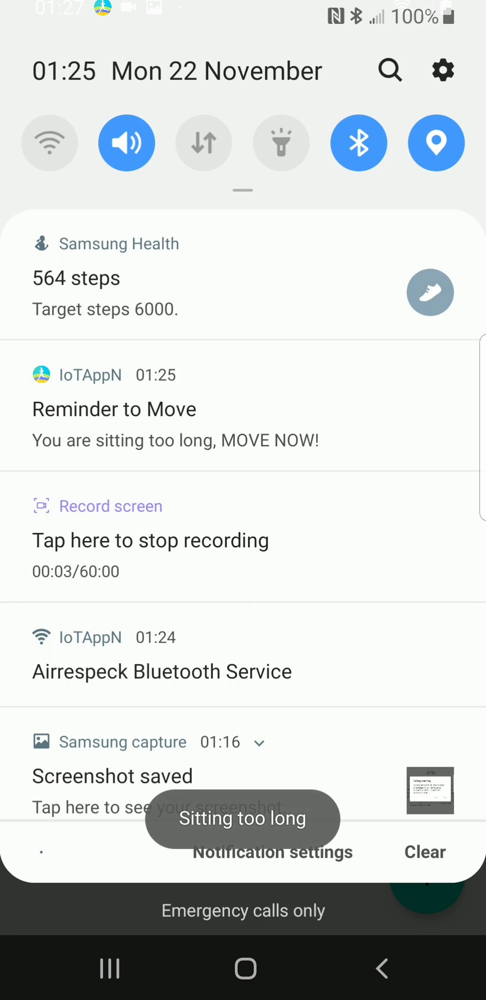 01:27
100%
01:25 Mon 22 November
Samsung Health
564 steps
Target steps 6000.
IoTAppN 01:25
Reminder to Move
You are sitting too long, MOVE NOW!
Record screen
Tap here to stop recording
00:03/60:00
IoTAppN 01:24
Airrespeck Bluetooth Service
Samsung capture 01:16
Screenshot saved
Lying
Falling warning
Tap here to see your screenshot.
Sitting too long
Notification settings
Clear
Emergency calls only